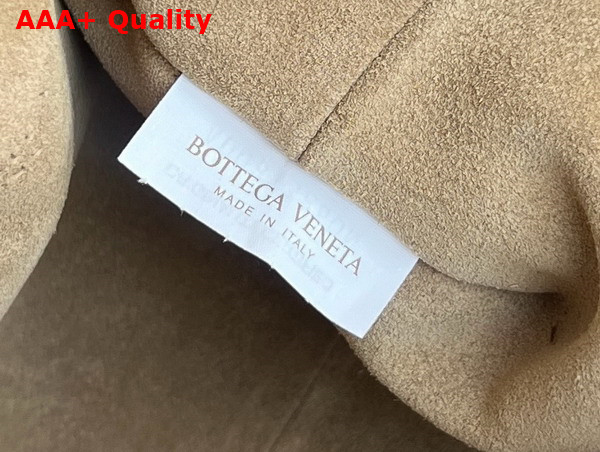 AAA+ Quality
BOTTEGA VENETA
MADE IN ITALY